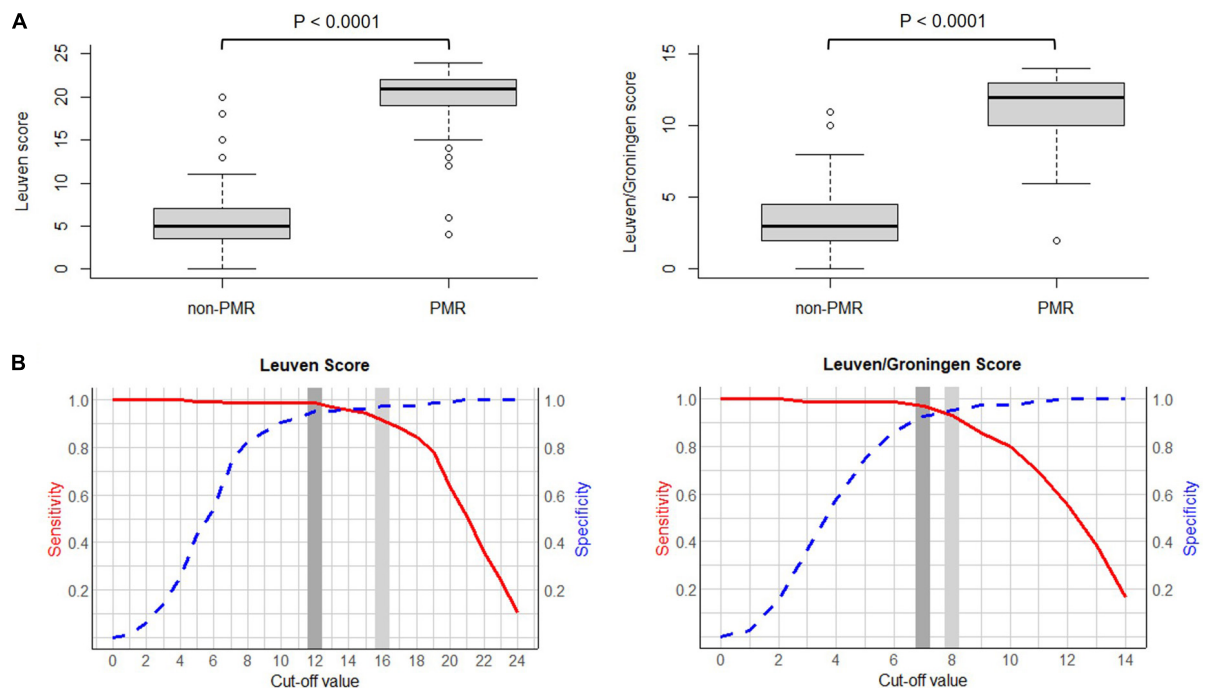 A
P < 0.0001
Leuven score
25
20
15
10
5
0
non-PMR
PMR
P < 0.0001
Leuven/Groningen score
15
10
5
0
non-PMR
PMR
B
Leuven Score
Sensitivity
1.0
0.8
0.6
0.4
0.2
1.0
0.8
0.6
0.4
0.2
Specificity
0 2 4 6 8 10 12 14 16 18 20 22 24
Cut-off value
Leuven/Groningen Score
Sensitivity
1.0
0.8
0.6
0.4
0.2
1.0
0.8
0.6
0.4
0.2
Specificity
0 2 4 6 8 10 12 14
Cut-off value